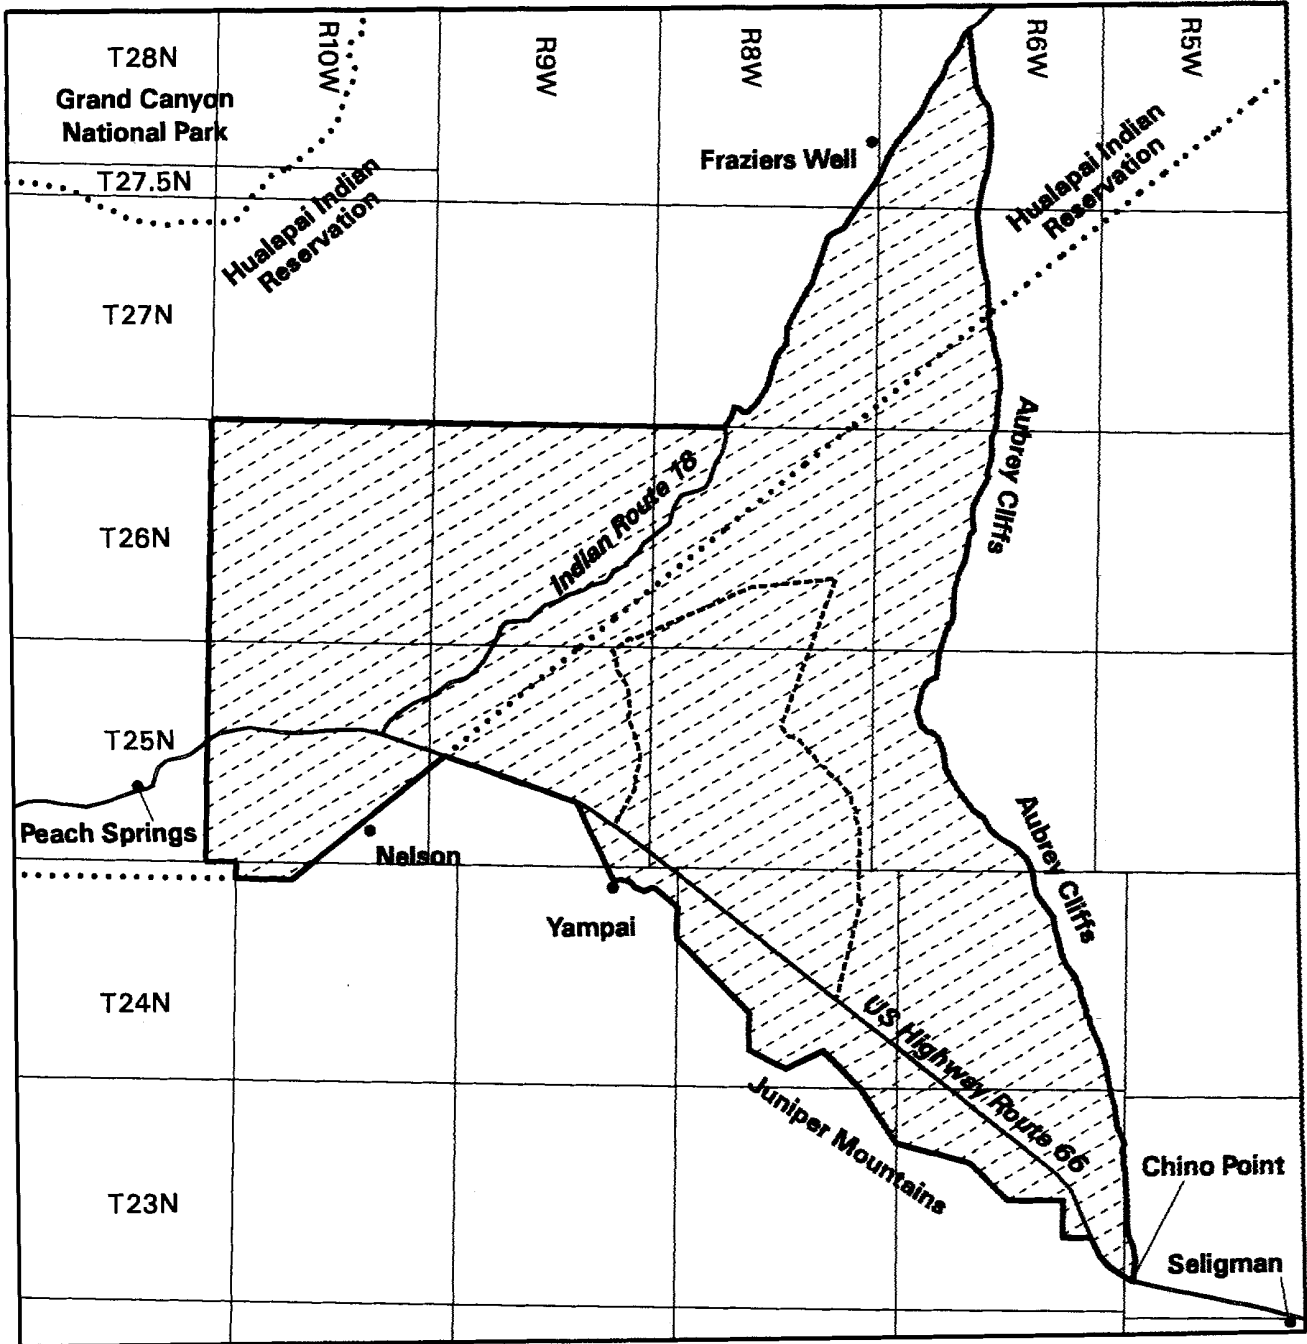 T28N
R10W
R9W
R8W
R6W
R5W
Grand Canyon
National Park
Fraziers Well
Hualapai Indian
Reservation
T27.5N
Hualapai Indian
Reservation
T27N
Aubrey Cliffs
Indian Route 18
T26N
T25N
Peach Springs
Nelson
Aubrey Cliffs
Yampai
T24N
US Highway Route 66
Juniper Mountains
Chino Point
T23N
Seligman